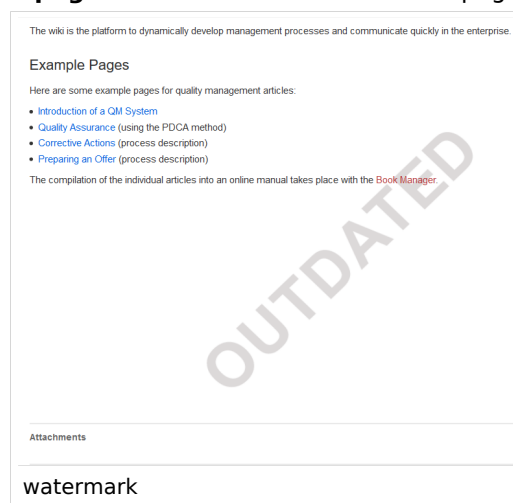 pag
pag
The wiki is the platform to dynamically develop management processes and communicate quickly in the enterprise.
Example Pages
Here are some example pages for quality management articles:
• Introduction of a QM System
• Quality Assurance (using the PDCA method)
• Corrective Actions (process description)
• Preparing an Offer (process description)
The compilation of the individual articles into an online manual takes place with the Book Manager.
OUTDATED
Attachments
watermark